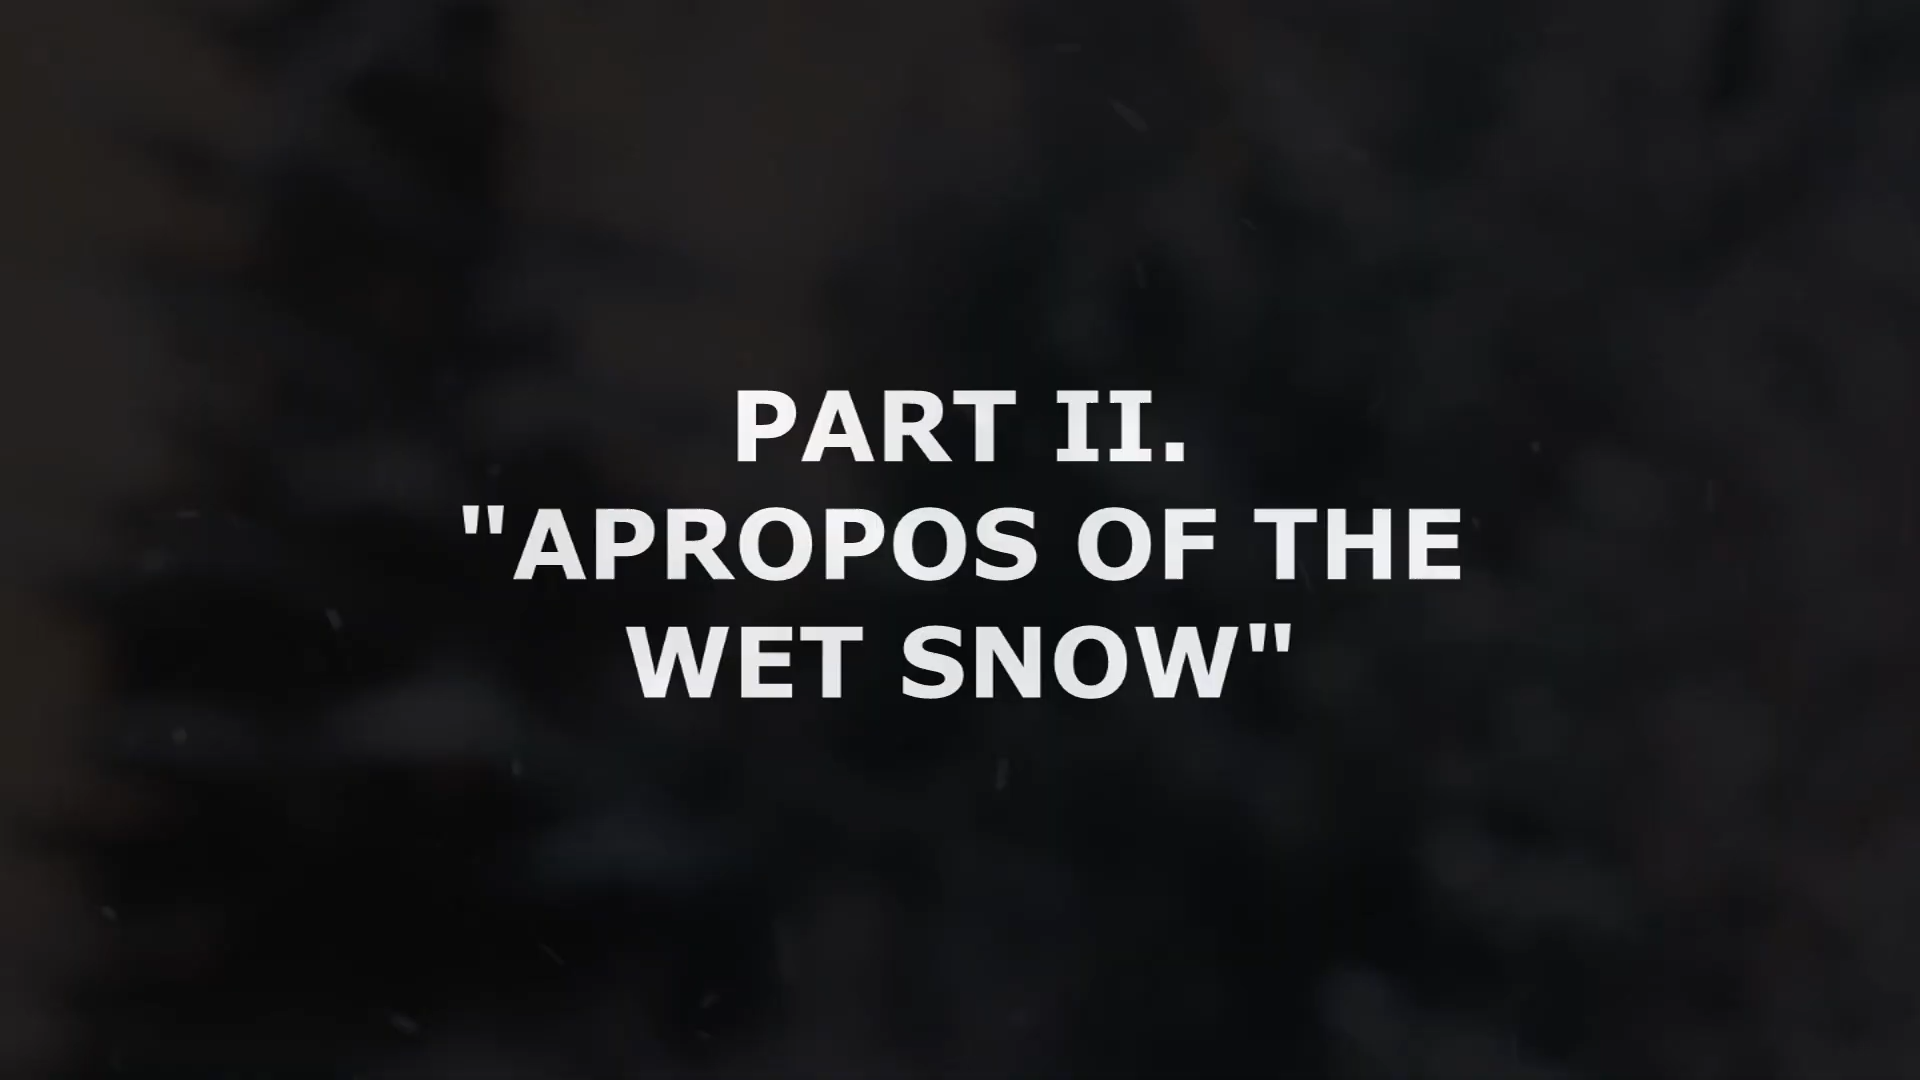 PART II.
"APROPOS OF THE
WET SNOW"